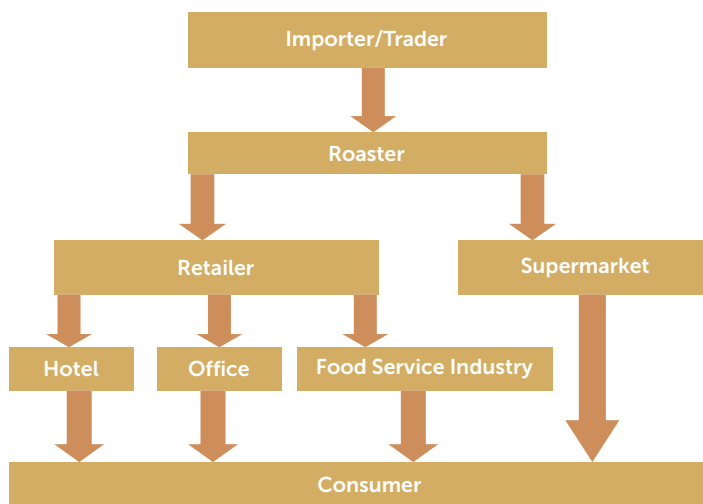 Importer/Trader
Roaster
Retailer
Supermarket
Hotel
Office
Food Service Industry
Consumer